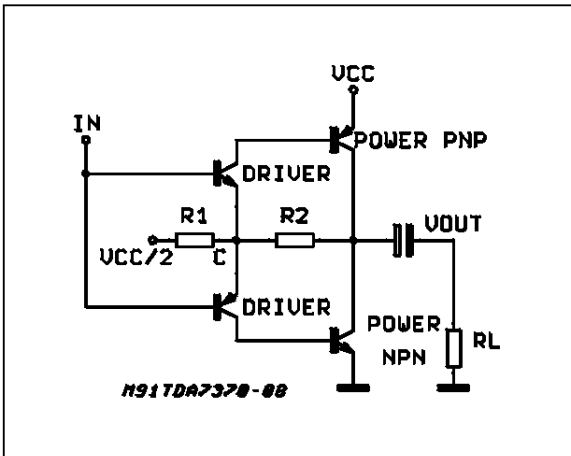 VCC
IN
POWER PNP
DRIVER
R1
R2
VOUT
VCC/2
C
DRIVER
POWER
NPN
RL
M91TDA7370-08